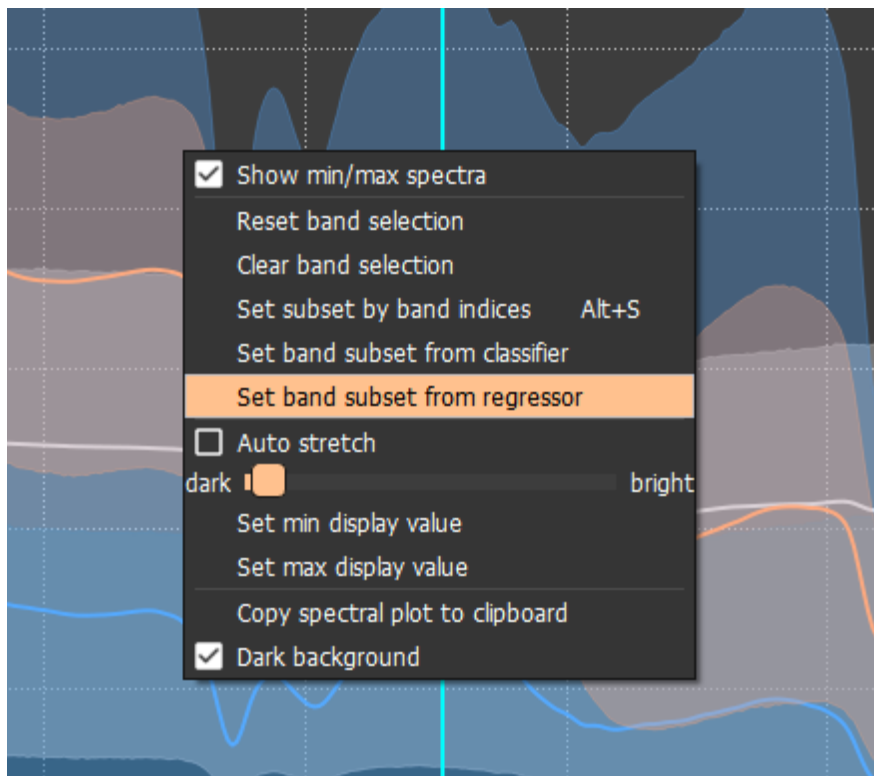 Show min/max spectra
Reset band selection
Clear band selection
Set subset by band indices Alt+S
Set band subset from classifier
Set band subset from regressor
Auto stretch
dark bright
Set min display value
Set max display value
Copy spectral plot to clipboard
Dark background